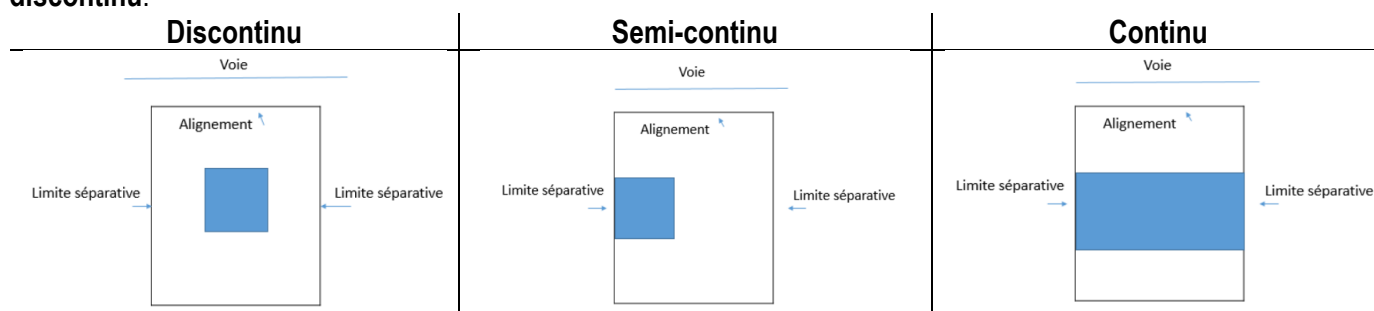 discontinu.
Discontinu
Semi-continu
Continu
Voie
Alignement
Limite séparative
Limite séparative
Voie
Alignement
Limite séparative
Limite séparative
Voie
Alignement
Limite séparative
Limite séparative